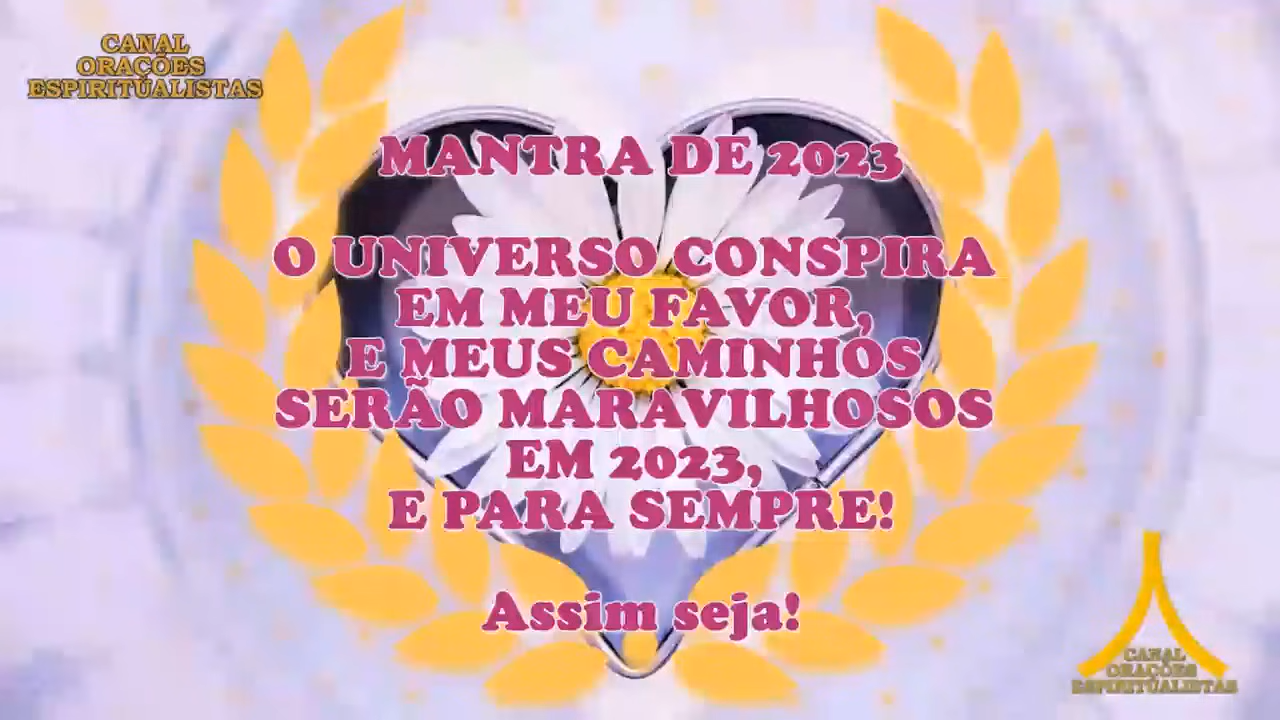 CANAL
ORAÇÕES
ESPIRITUALISTAS
MANTRA DE 2023
O UNIVERSO CONSPIRA
EM MEU FAVOR,
E MEUS CAMINHOS
SERÃO MARAVILHOSOS
EM 2023,
E PARA SEMPRE!
Assim seja!
CANAL
ORAÇÕES
ESPIRITUALISTAS